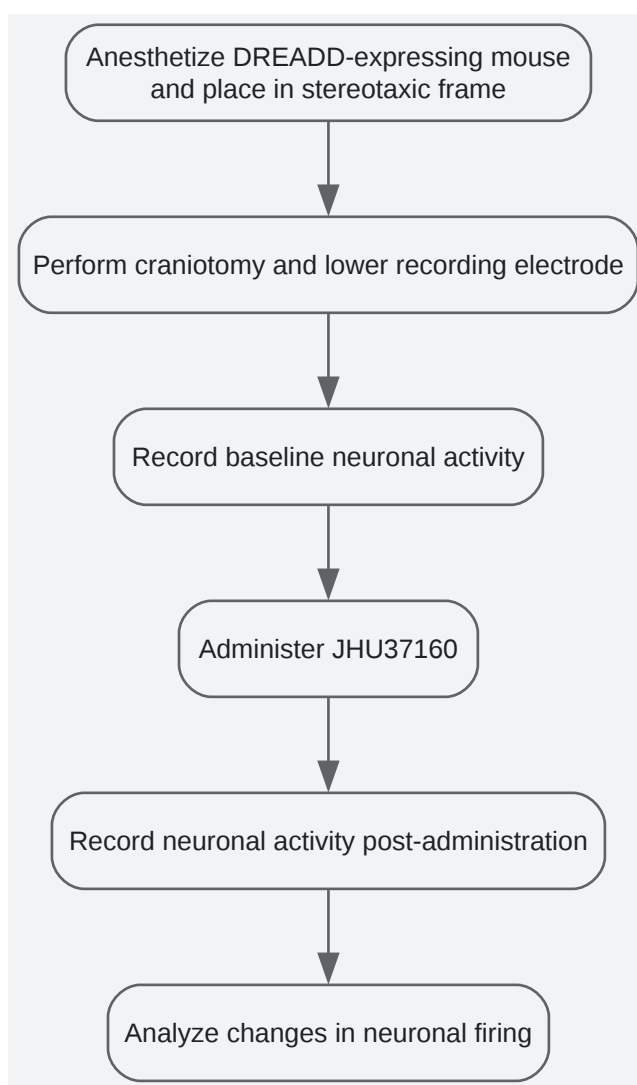 Anesthetize DREADD-expressing mouse
and place in stereotaxic frame
Perform craniotomy and lower recording electrode
Record baseline neuronal activity
Administer JHU37160
Record neuronal activity post-administration
Analyze changes in neuronal firing